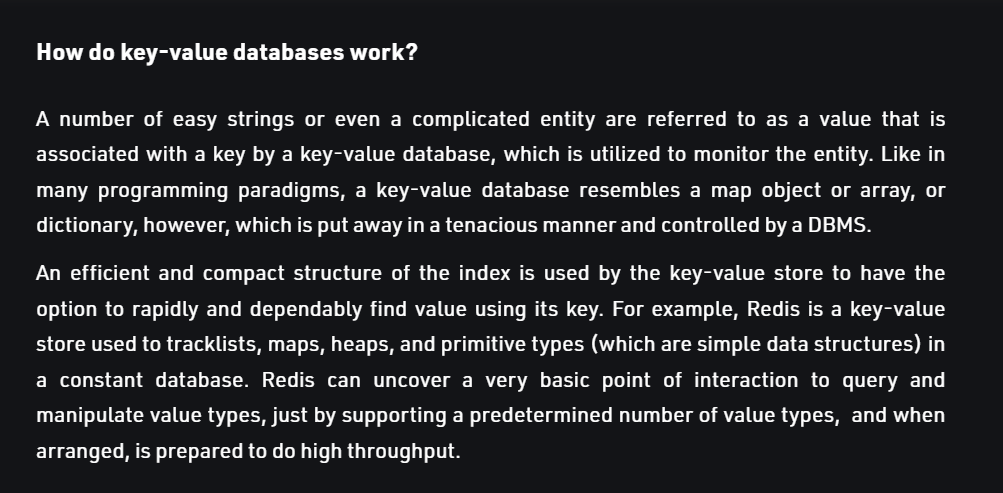 How do key-value databases work?
A number of easy strings or even a complicated entity are referred to as a value that is
associated with a key by a key-value database, which is utilized to monitor the entity. Like in
many programming paradigms, a key-value database resembles a map object or array, or
dictionary, however, which is put away in a tenacious manner and controlled by a DBMS.
An efficient and compact structure of the index is used by the key-value store to have the
option to rapidly and dependably find value using its key. For example, Redis is a key-value
store used to tracklists, maps, heaps, and primitive types (which are simple data structures) in
a constant database. Redis can uncover a very basic point of interaction to query and
manipulate value types, just by supporting a predetermined number of value types,  and when
arranged, is prepared to do high throughput.